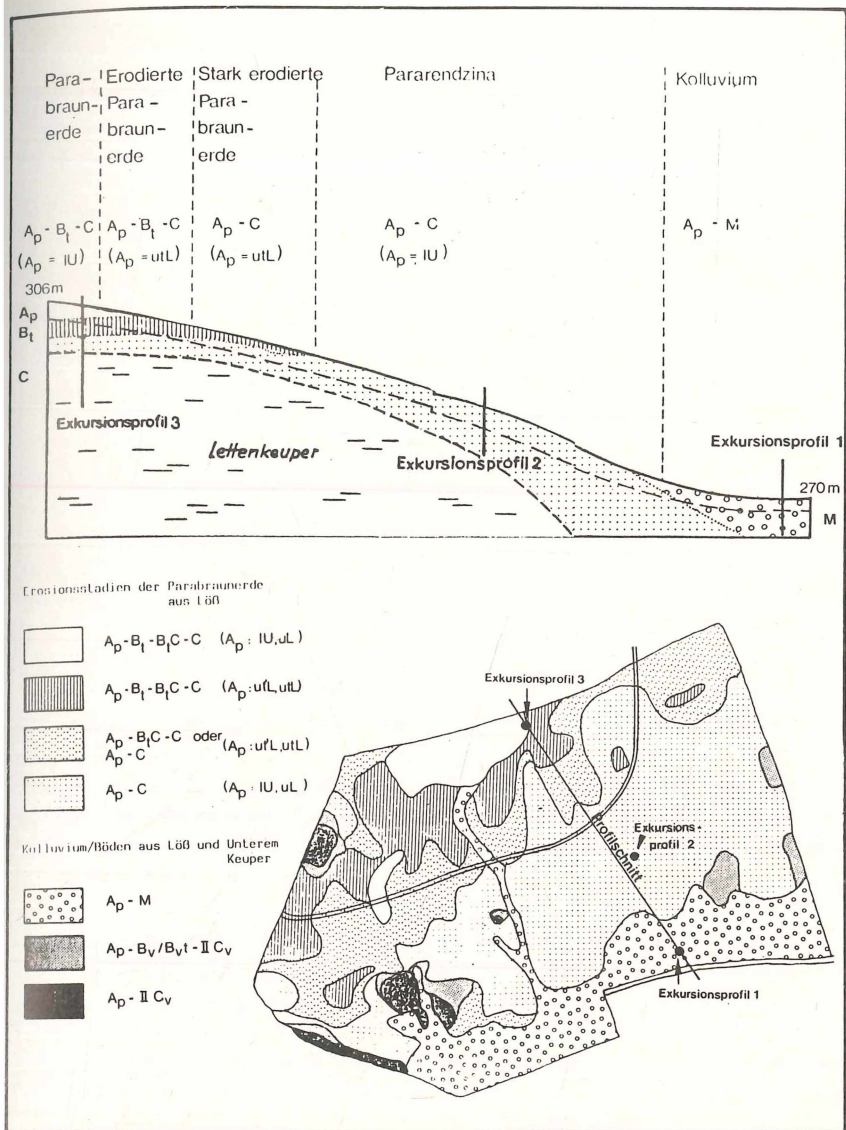 Para- Erodierte Stark erodierte Pararendzina Kolluvium
braun- Para - Para -
erde braun- braun-
erde erde
Ap - Bt - C Ap - Bt - C Ap - C Ap - C Ap - M
(Ap = lU) (Ap = utL) (Ap = utL) (Ap = lU)
306m
Ap
Bt
C
Exkursionsprofil 3
Lettenkeuper
Exkursionsprofil 2
Exkursionsprofil 1
270m
M
Erosionsstadien der Parabraunerde
aus Löß
Ap - Bt - BtC - C (Ap : lU, uL)
Ap - Bt - BtC - C (Ap : utL, utL)
Ap - BtC - C oder (Ap : utL, utL)
Ap - C
Ap - C (Ap : lU, uL)
Kolluvium/Böden aus Löß und Unterem
Keuper
Ap - M
Ap - Bv/Bvt - II Cv
Ap - II Cv
Exkursionsprofil 3
Profilschnitt
Exkursions-
profil 2
Exkursionsprofil 1